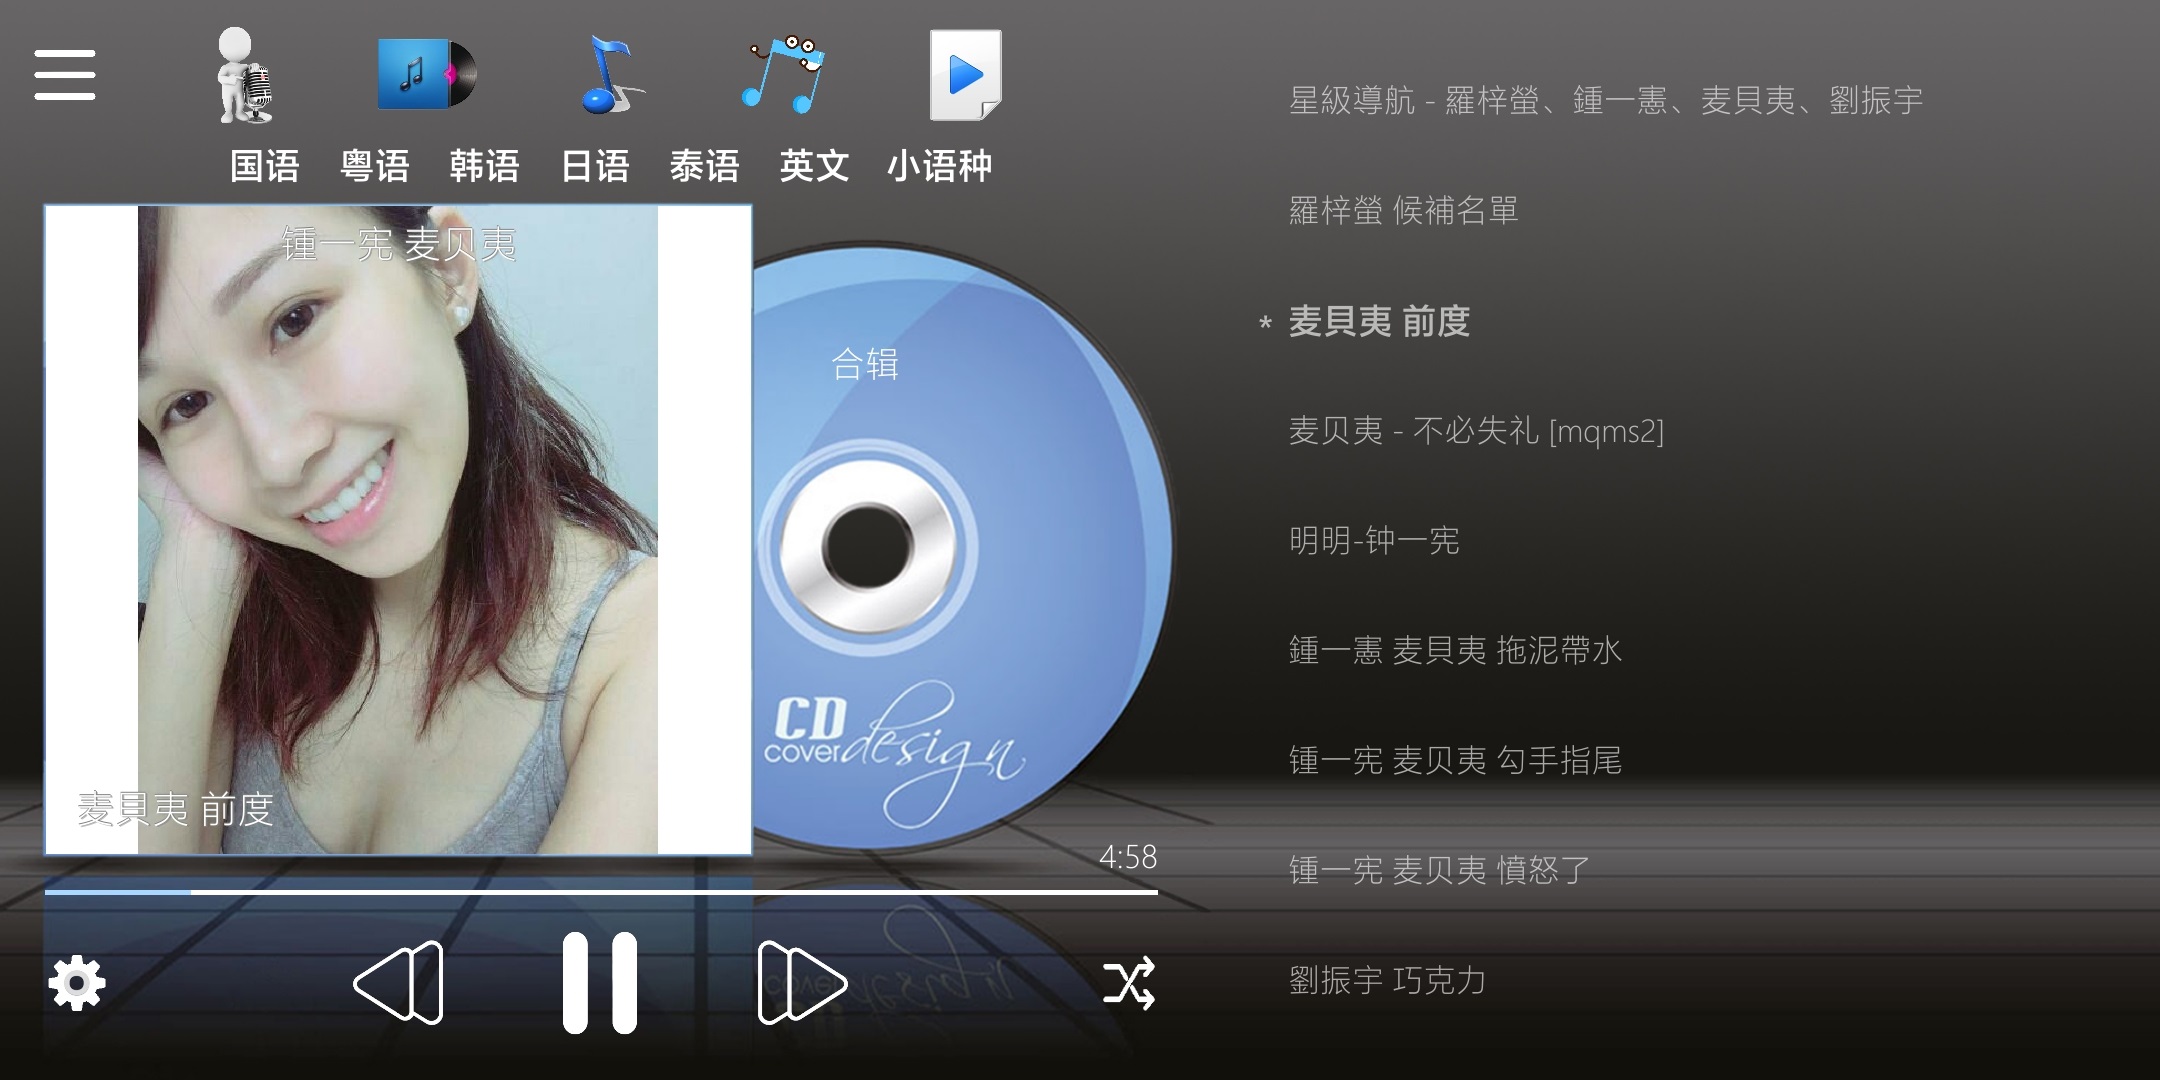 国语 粤语 韩语 日语 泰语 英文 小语种
锺一宪 麦贝夷
合辑
CD
cover design
麦貝夷 前度
4:58
星級導航 - 羅梓螢、鍾一憲、麦貝夷、劉振宇
羅梓螢 候補名單
* 麦貝夷 前度
麦贝夷 - 不必失礼 [mqms2]
明明-钟一宪
鍾一憲 麦貝夷 拖泥帶水
锺一宪 麦贝夷 勾手指尾
锺一宪 麦贝夷 憤怒了
劉振宇 巧克力